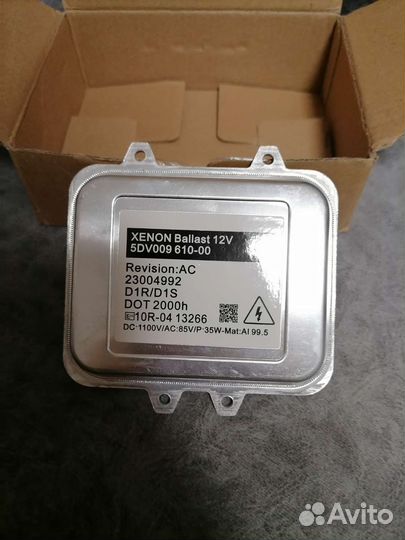 XENON Ballast 12V
5DV009 610-00
Revision:AC
23004992
D1R/D1S
DOT 2000h
10R-04 13266
DC·1100V/AC:85V/P·35W-Mat:Al 99.5
Avito